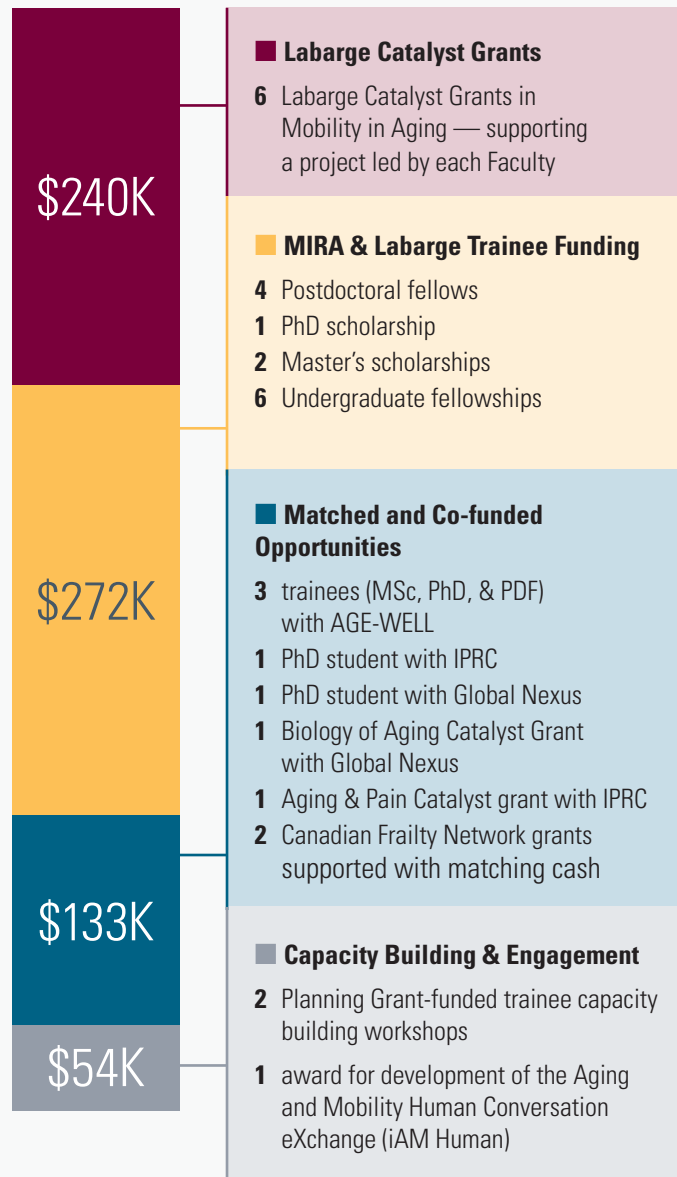 $240K
$272K
$133K
$54K
Labarge Catalyst Grants
6 Labarge Catalyst Grants in
Mobility in Aging — supporting
a project led by each Faculty
MIRA & Labarge Trainee Funding
4 Postdoctoral fellows
1 PhD scholarship
2 Master’s scholarships
6 Undergraduate fellowships
Matched and Co-funded
Opportunities
3 trainees (MSc, PhD, & PDF)
with AGE-WELL
1 PhD student with IPRC
1 PhD student with Global Nexus
1 Biology of Aging Catalyst Grant
with Global Nexus
1 Aging & Pain Catalyst grant with IPRC
2 Canadian Frailty Network grants
supported with matching cash
Capacity Building & Engagement
2 Planning Grant-funded trainee capacity
building workshops
1 award for development of the Aging
and Mobility Human Conversation
eXchange (iAM Human)